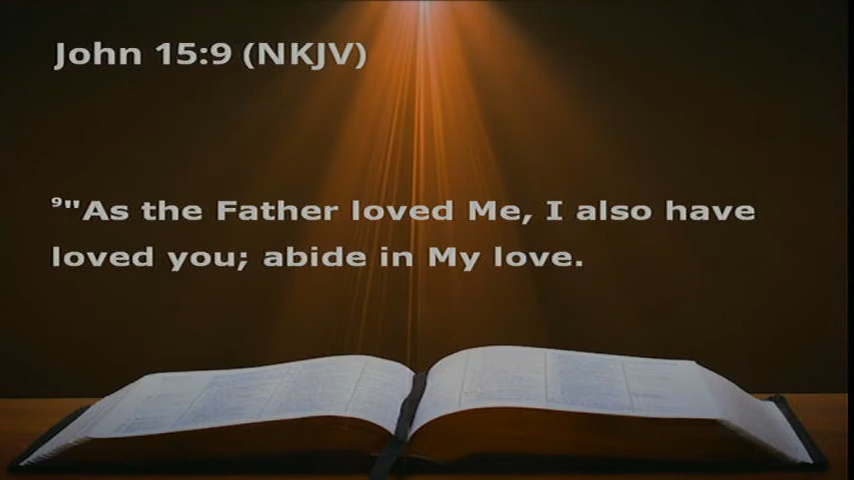 John 15:9 (NKJV)
⁹"As the Father loved Me, I also have
loved you; abide in My love.